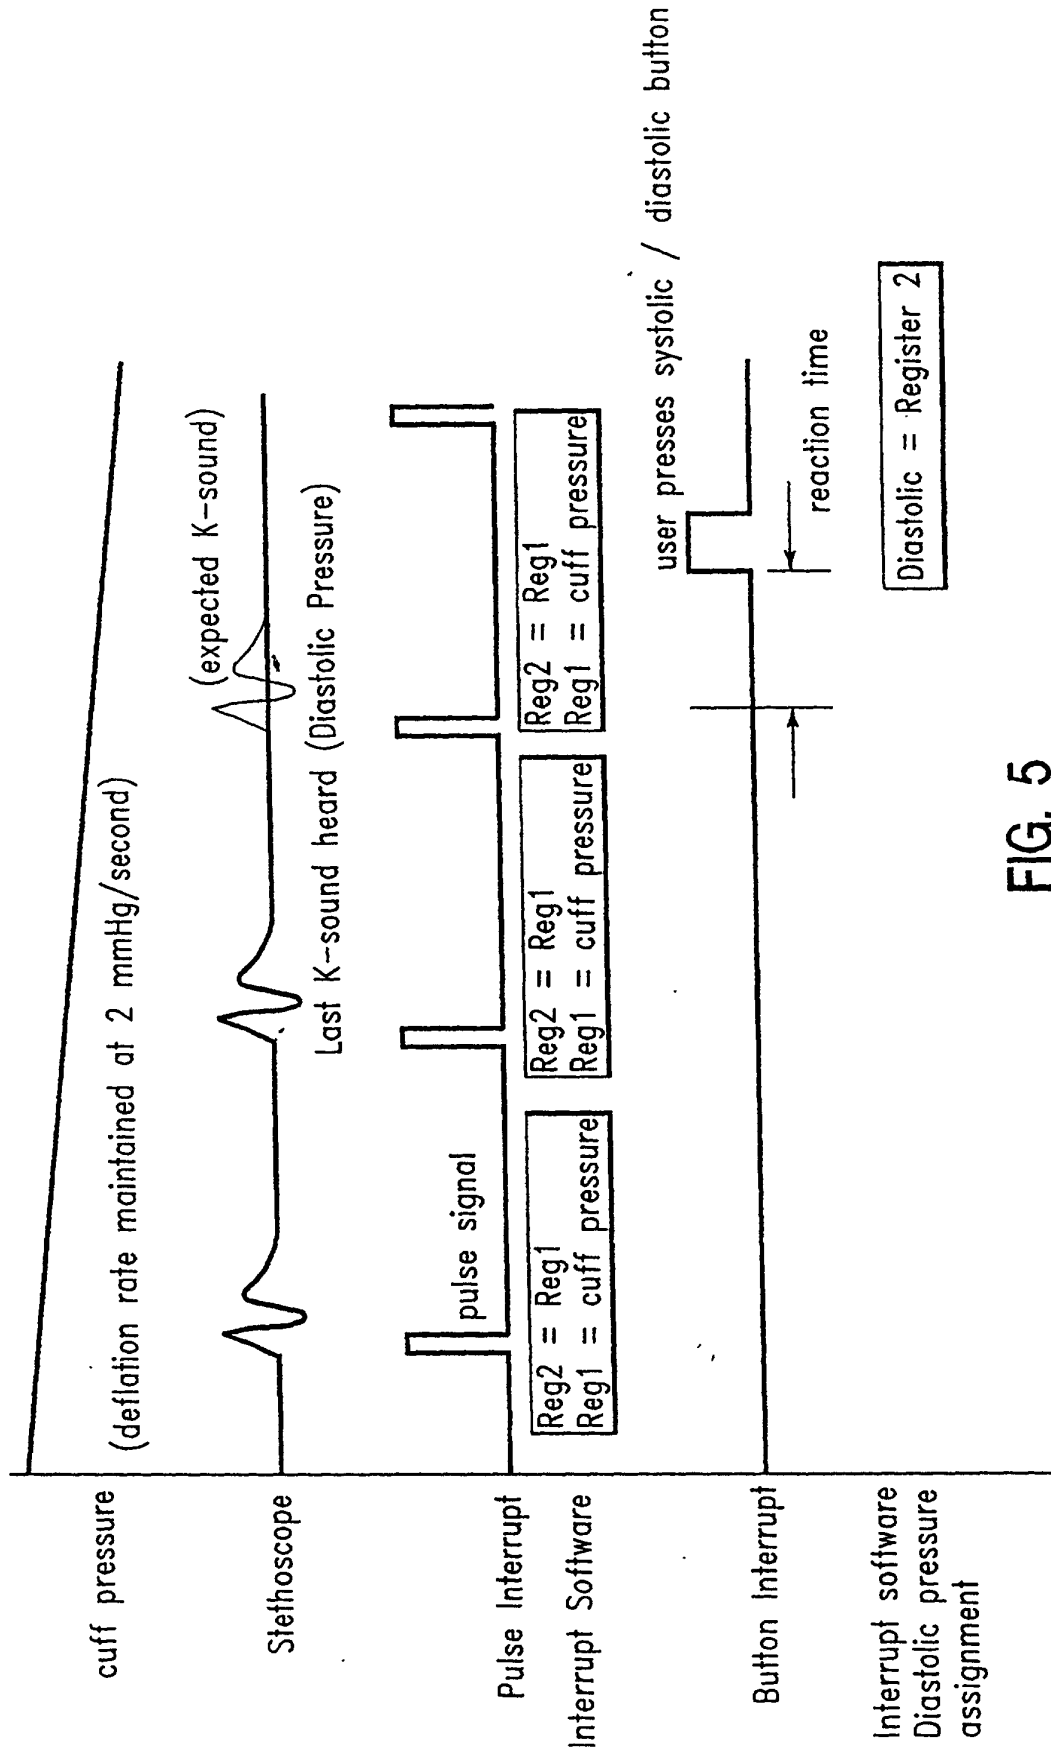 cuff pressure
(deflation rate maintained at 2 mmHg/second)
Stethoscope
(expected K-sound)
Last K-sound heard (Diastolic Pressure)
Pulse Interrupt
pulse signal
Interrupt Software
Reg2 = Reg1
Reg1 = cuff pressure
Reg2 = Reg1
Reg1 = cuff pressure
Reg2 = Reg1
Reg1 = cuff pressure
user presses systolic / diastolic button
Button Interrupt
reaction time
Interrupt software
Diastolic pressure
assignment
Diastolic = Register 2
FIG. 5